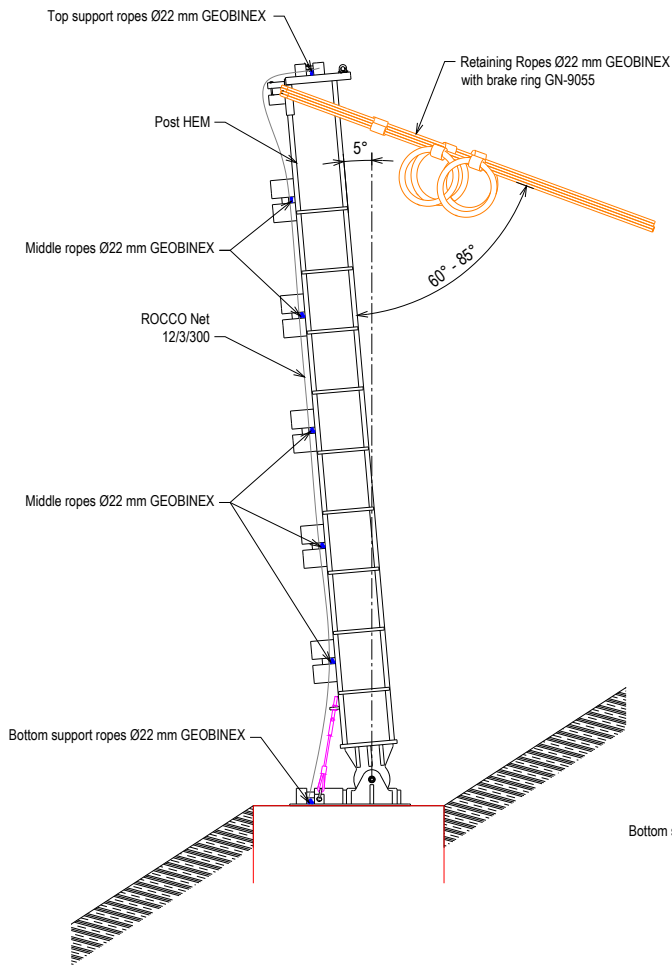 Top support ropes Ø22 mm GEOBINEX
Retaining Ropes Ø22 mm GEOBINEX
with brake ring GN-9055
Post HEM
5°
Middle ropes Ø22 mm GEOBINEX
60° - 85°
ROCCO Net
12/3/300
Middle ropes Ø22 mm GEOBINEX
Bottom support ropes Ø22 mm GEOBINEX
Bottom